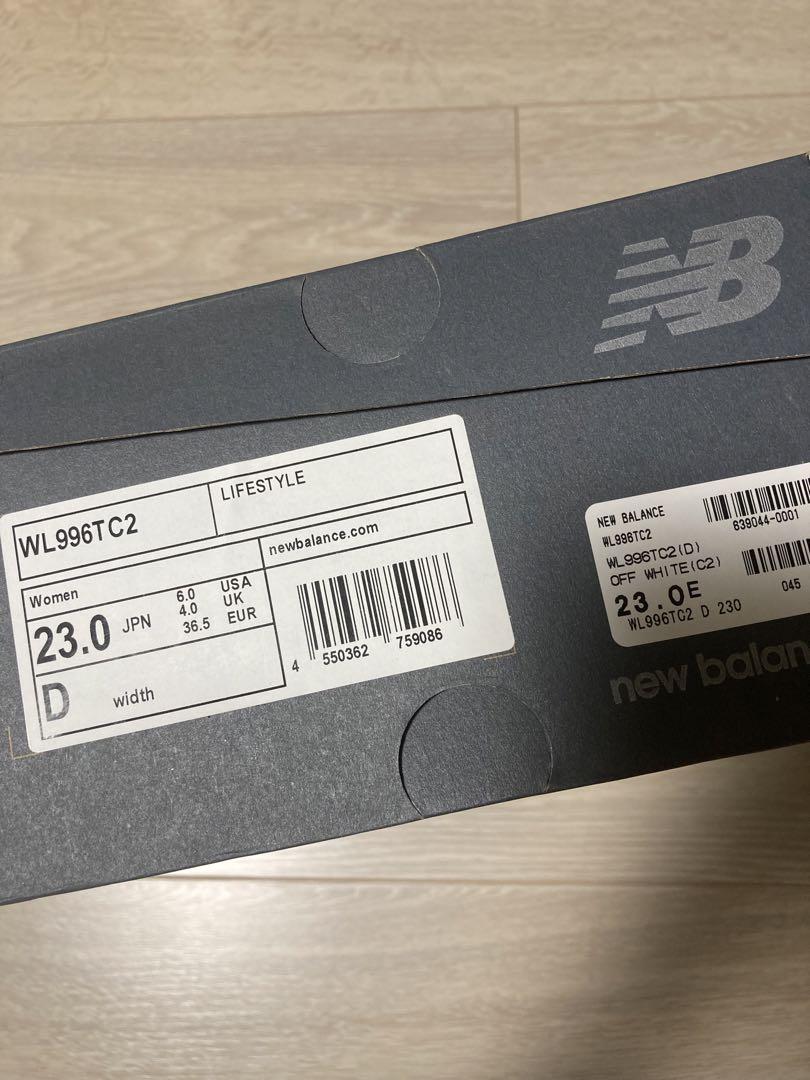 NB
WL996TC2
LIFESTYLE
newbalance.com
Women
23.0 JPN
6.0 USA
4.0 UK
36.5 EUR
D width
4 550362 759086
NEW BALANCE
WL996TC2
639044-0001
WL996TC2(D)
OFF WHITE(C2)
23.0E
045
WL996TC2 D 230
new balan